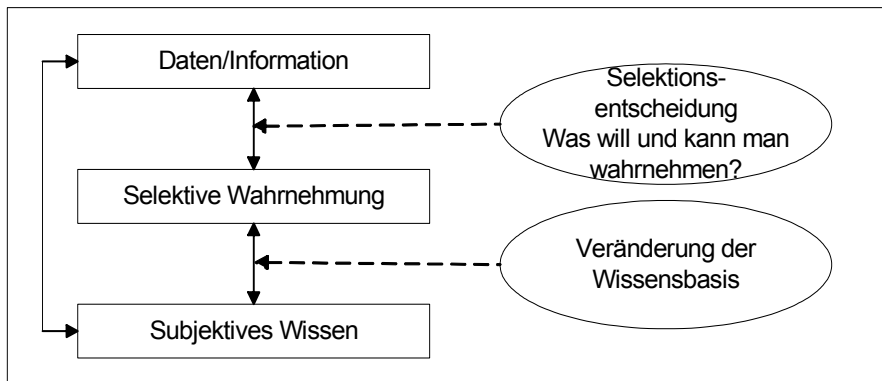 Daten/Information
Selektions-
entscheidung
Was will und kann man
wahrnehmen?
Selektive Wahrnehmung
Veränderung der
Wissensbasis
Subjektives Wissen